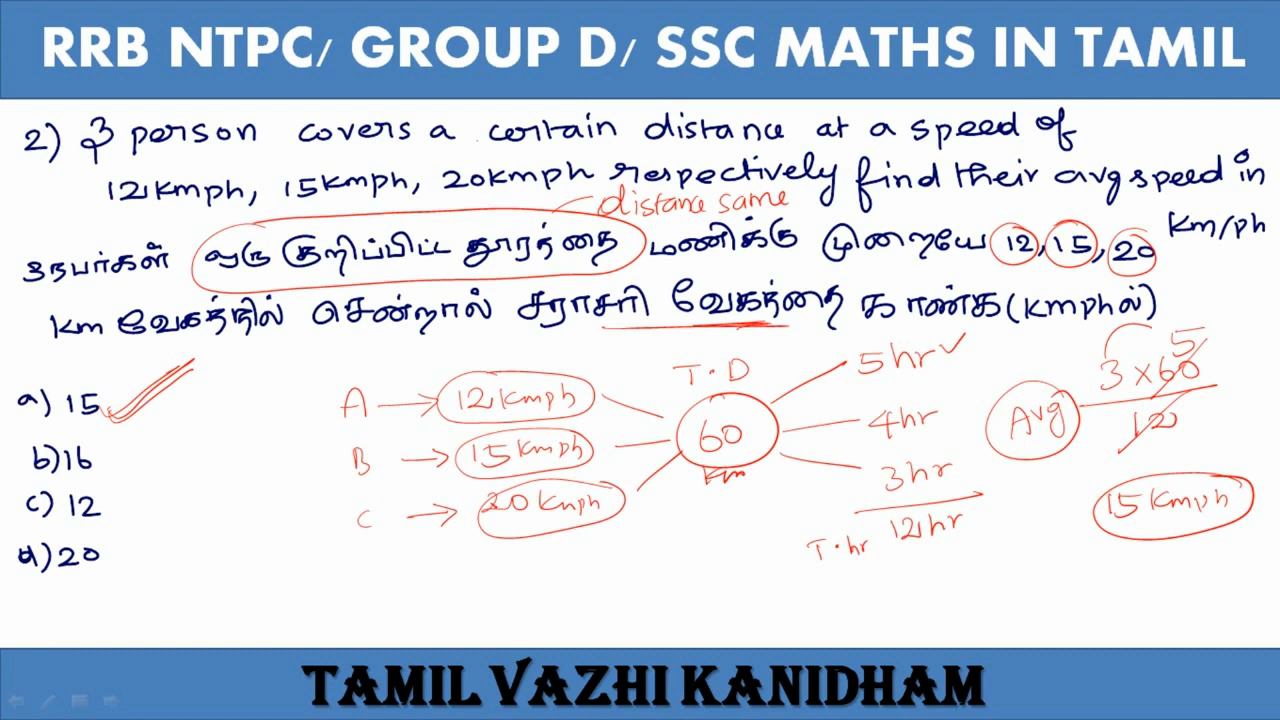 RRB NTPC/ GROUP D/ SSC MATHS IN TAMIL
2) 3 person covers a certain distance at a speed of
12kmph, 15kmph, 20kmph respectively find their avg speed in
km/ph
distance same
3நபர்கள் ஒரு குறிப்பிட்ட தூரத்தை மணிக்கு முறையே 12, 15, 20
km வேகத்தில் சென்றால் சராசரி வேகத்தை காண்க (kmphல்)
a) 15
b) 16
c) 12
d) 20
A → 12kmph
B → 15kmph
C → 20kmph
T.D
60
km
5hr ✓
4hr
3hr
12hr
T.hr
Avg
5
3 x 60
12
15kmph
TAMIL VAZHI KANIDHAM